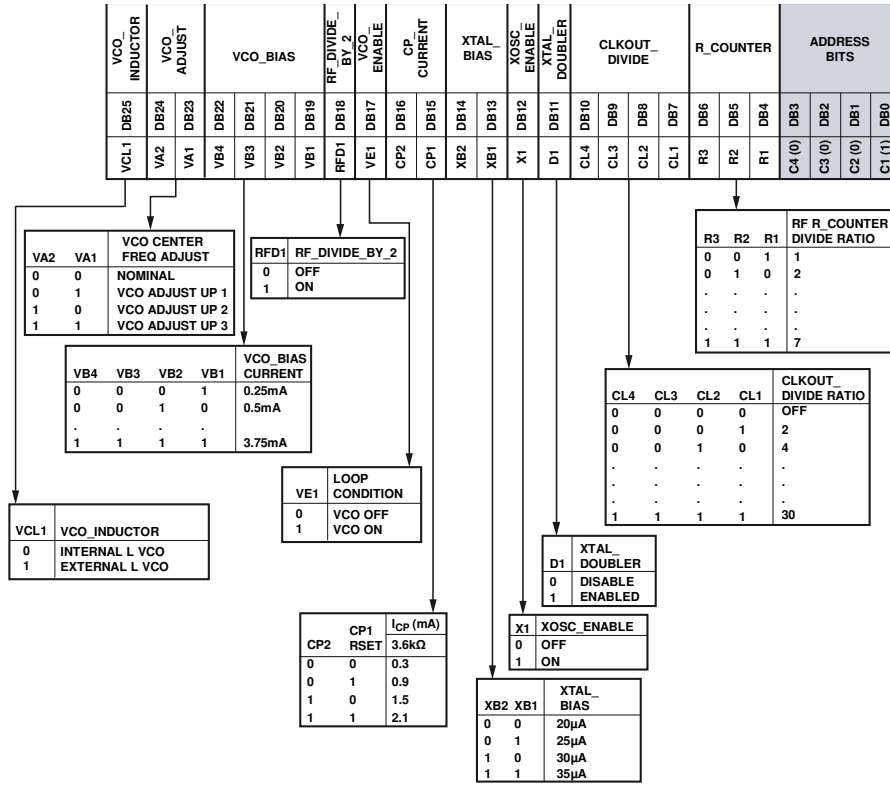 VCO_ INDUCTOR
VCO_ ADJUST
VCO_BIAS
RF_DIVIDE_ BY_2
VCO_ ENABLE
CP_ CURRENT
XTAL_ BIAS
XOSC_ ENABLE
XTAL_ DOUBLER
CLKOUT_ DIVIDE
R_COUNTER
ADDRESS BITS
DB25 DB24 DB23 DB22 DB21 DB20 DB19 DB18 DB17 DB16 DB15 DB14 DB13 DB12 DB11 DB10 DB9 DB8 DB7 DB6 DB5 DB4 DB3 DB2 DB1 DB0
VCL1 VA2 VA1 VB4 VB3 VB2 VB1 RFD1 VE1 CP2 CP1 XB2 XB1 X1 D1 CL4 CL3 CL2 CL1 R3 R2 R1 C4 (0) C3 (0) C2 (0) C1 (1)
VA2 VA1 VCO CENTER FREQ ADJUST
0 0 NOMINAL
0 1 VCO ADJUST UP 1
1 0 VCO ADJUST UP 2
1 1 VCO ADJUST UP 3
RFD1 RF_DIVIDE_BY_2
0 OFF
1 ON
R3 R2 R1 RF R_COUNTER DIVIDE RATIO
0 0 1 1
0 1 0 2
. . . .
. . . .
. . . .
1 1 1 7
VB4 VB3 VB2 VB1 VCO_BIAS CURRENT
0 0 0 1 0.25mA
0 0 1 0 0.5mA
. . . .
1 1 1 1 3.75mA
CL4 CL3 CL2 CL1 CLKOUT_ DIVIDE RATIO
0 0 0 0 OFF
0 0 0 1 2
0 0 1 0 4
. . . . .
. . . . .
. . . . .
1 1 1 1 30
VE1 LOOP CONDITION
0 VCO OFF
1 VCO ON
VCL1 VCO_INDUCTOR
0 INTERNAL L VCO
1 EXTERNAL L VCO
D1 XTAL_ DOUBLER
0 DISABLE
1 ENABLED
CP2 CP1 RSET ICP (mA) 3.6kΩ
0 0 0.3
0 1 0.9
1 0 1.5
1 1 2.1
X1 XOSC_ENABLE
0 OFF
1 ON
XB2 XB1 XTAL_ BIAS
0 0 20µA
0 1 25µA
1 0 30µA
1 1 35µA